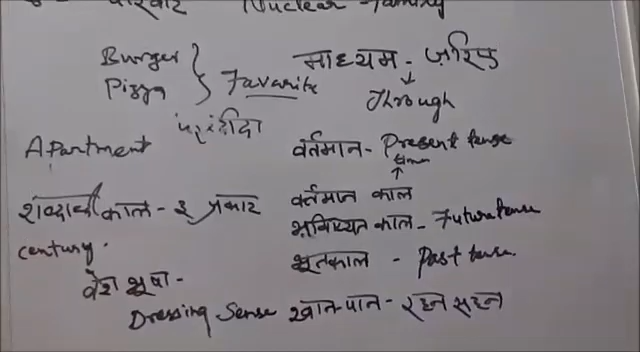 परिवार Nuclear Family
Burger
Pizza } Favarite
पसंदीदा
माध्यम - ज़रिए
↓
Through
Apartment
वर्तमान - Present tense
↑
वर्तमान काल
शताब्दी काल - 3 प्रकार
भविष्यत काल - Future tense
century.
भूतकाल - Past tense
वेश भूषा -
Dressing Sense खान-पान - रहन सहन